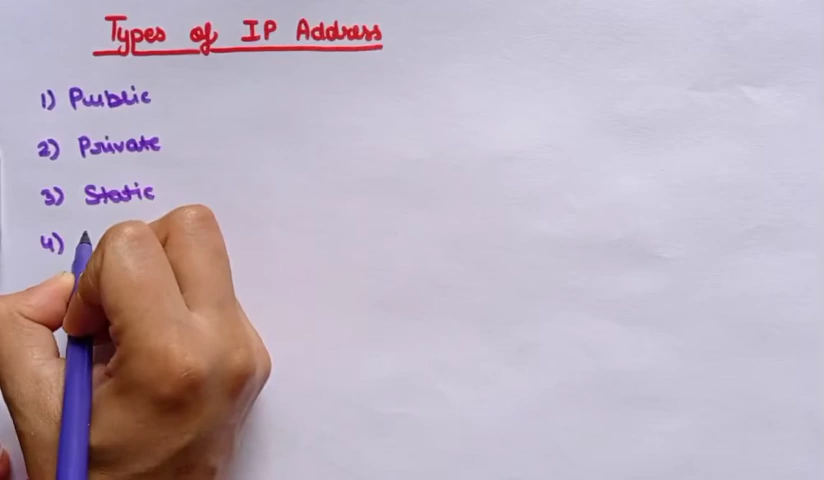 Types of IP Address
1) Public
2) Private
3) Static
4)